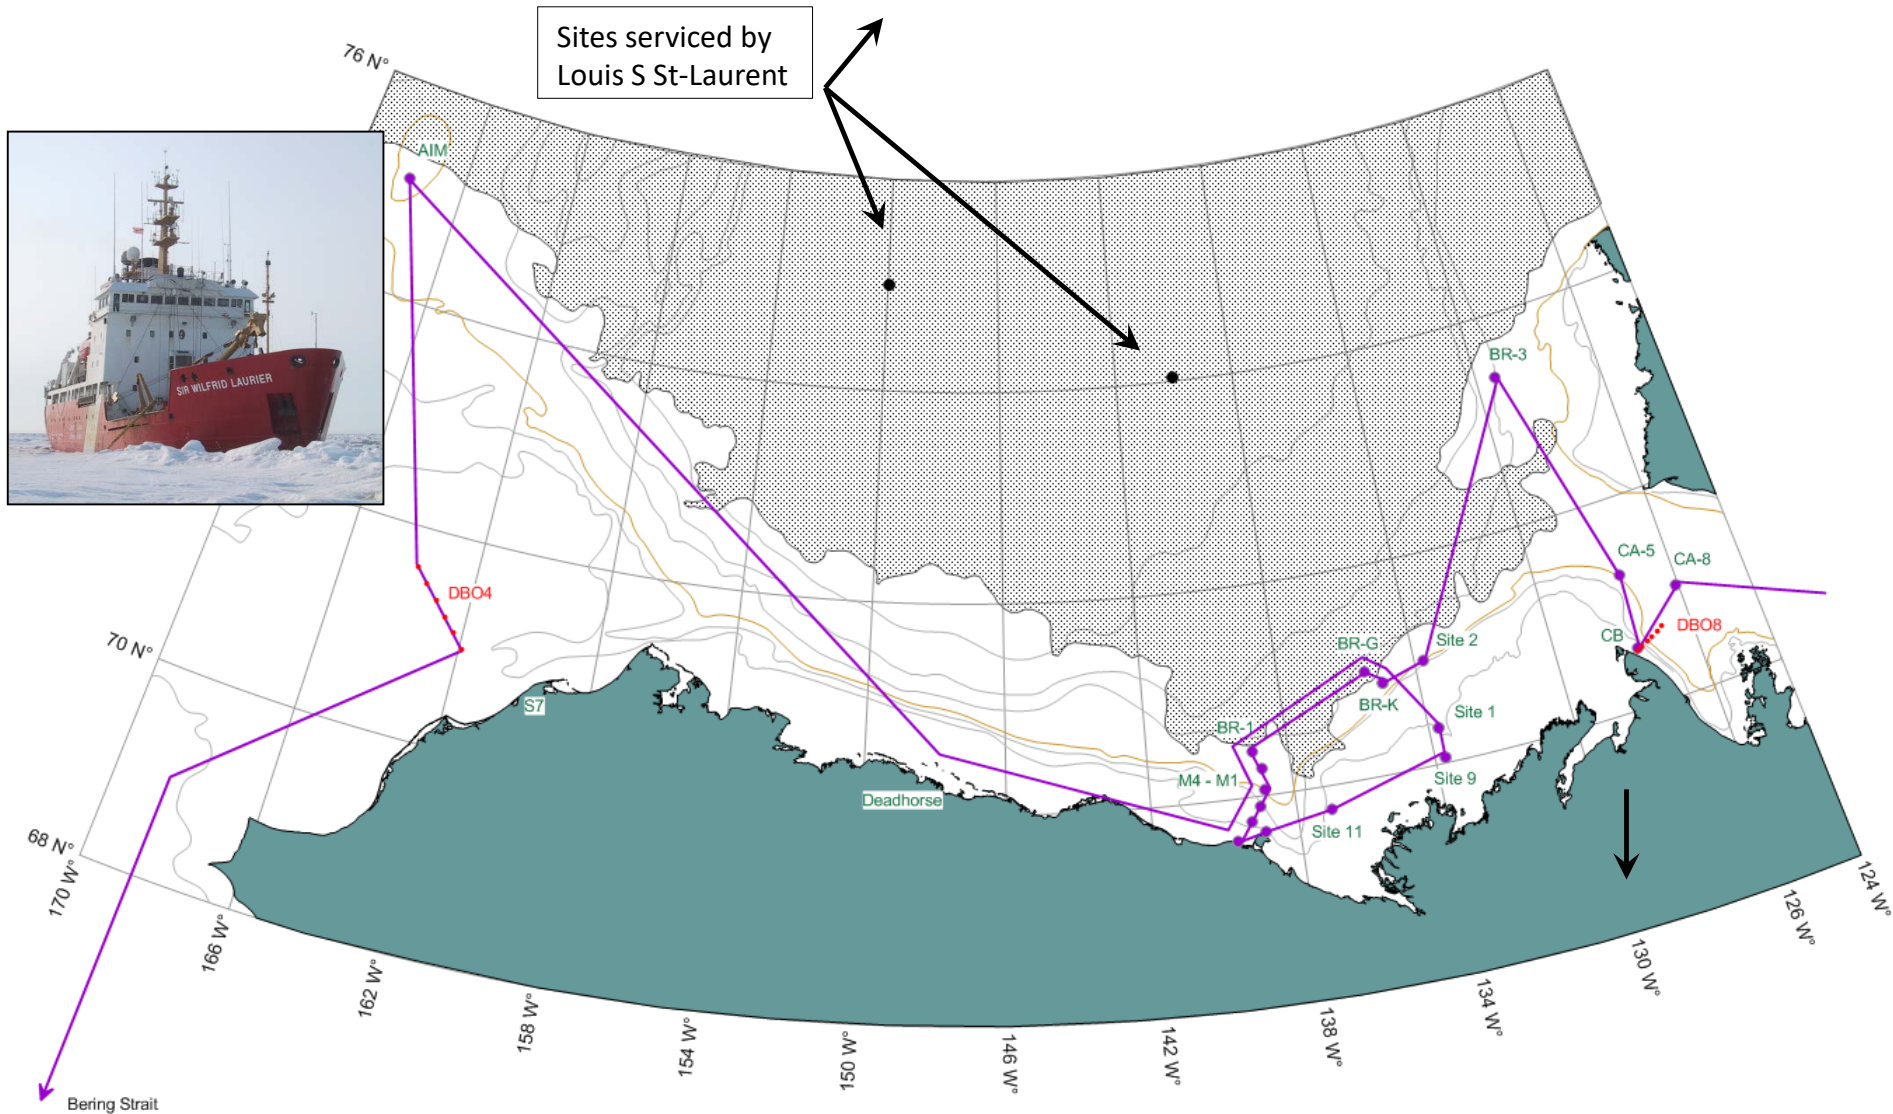 Sites serviced by
Louis S St-Laurent
76 N°
AIM
SIR WILFRID LAURIER
BR-3
CA-5
CA-8
DBO4
DBO8
CB
70 N°
BR-G
Site 2
S7
BR-K
BR-1
Site 1
M4 - M1
Site 9
Deadhorse
Site 11
68 N°
170 W°
166 W°
162 W°
158 W°
154 W°
150 W°
146 W°
142 W°
138 W°
134 W°
130 W°
126 W°
124 W°
Bering Strait